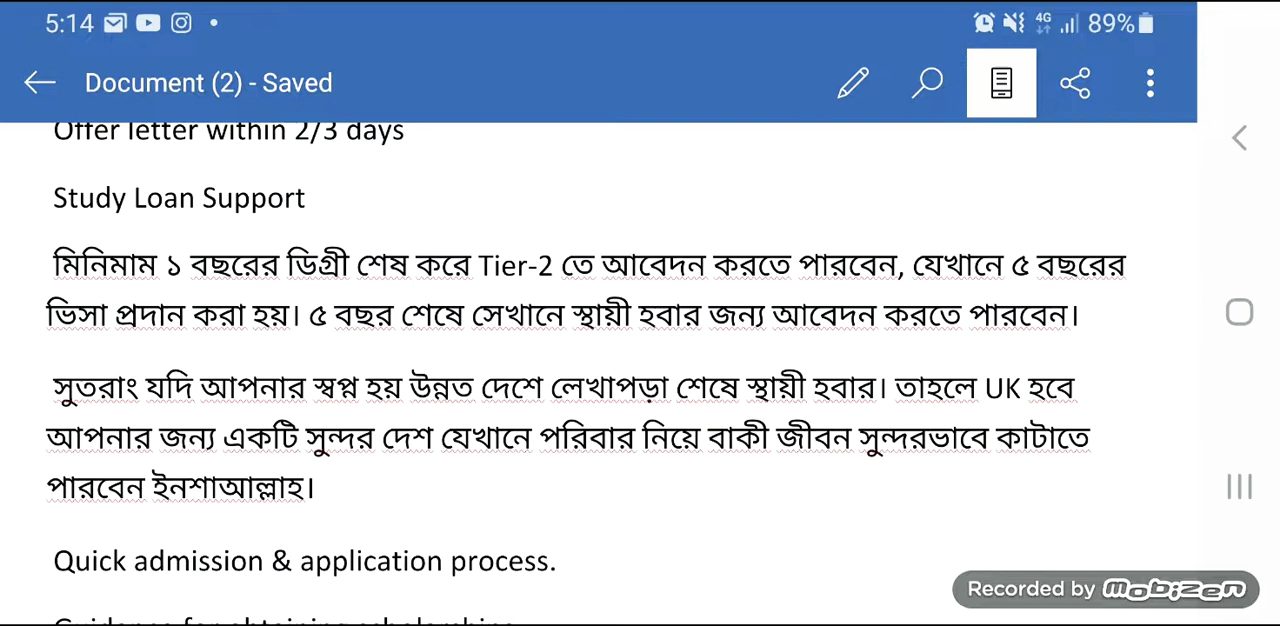 5:14
4G
89%
Document (2) - Saved
Offer letter within 2/3 days
Study Loan Support
মিনিমাম ১ বছরের ডিগ্রী শেষ করে Tier-2 তে আবেদন করতে পারবেন, যেখানে ৫ বছরের
ভিসা প্রদান করা হয়। ৫ বছর শেষে সেখানে স্থায়ী হবার জন্য আবেদন করতে পারবেন।
সুতরাং যদি আপনার স্বপ্ন হয় উন্নত দেশে লেখাপড়া শেষে স্থায়ী হবার। তাহলে UK হবে
আপনার জন্য একটি সুন্দর দেশ যেখানে পরিবার নিয়ে বাকী জীবন সুন্দরভাবে কাটাতে
পারবেন ইনশাআল্লাহ।
Quick admission & application process.
Recorded by mobizen